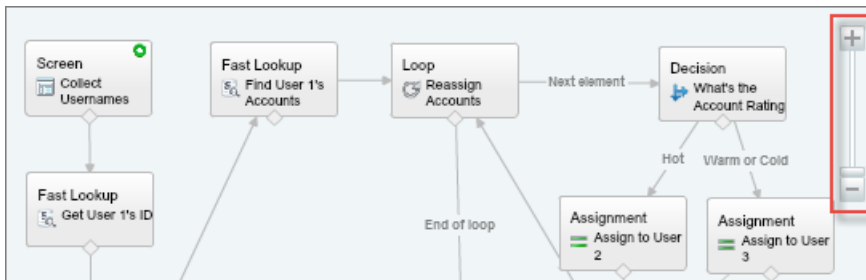 Screen
Collect
Usernames
Fast Lookup
Get User 1's ID
Fast Lookup
Find User 1's
Accounts
Loop
Reassign
Accounts
Next element
End of loop
Decision
What's the
Account Rating
Hot
Warm or Cold
Assignment
Assign to User
2
Assignment
Assign to User
3